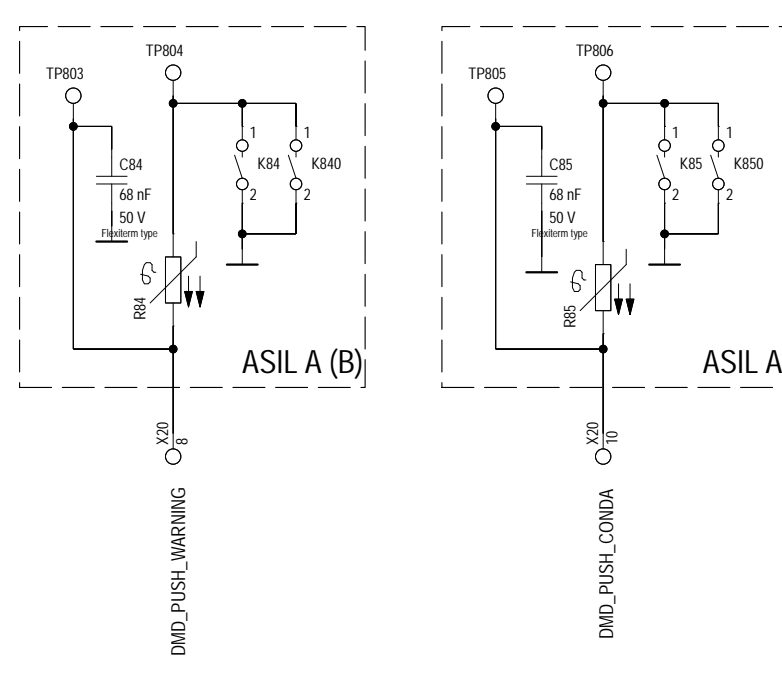 TP804
TP803
1
1
C84
K84
K840
68 nF
2
2
50 V
Flexiterm type
R84
ASIL A (B)
X20
8
DMD_PUSH_WARNING
TP806
TP805
1
1
C85
K85
K850
68 nF
2
2
50 V
Flexiterm type
R85
ASIL A
X20
10
DMD_PUSH_CONDA